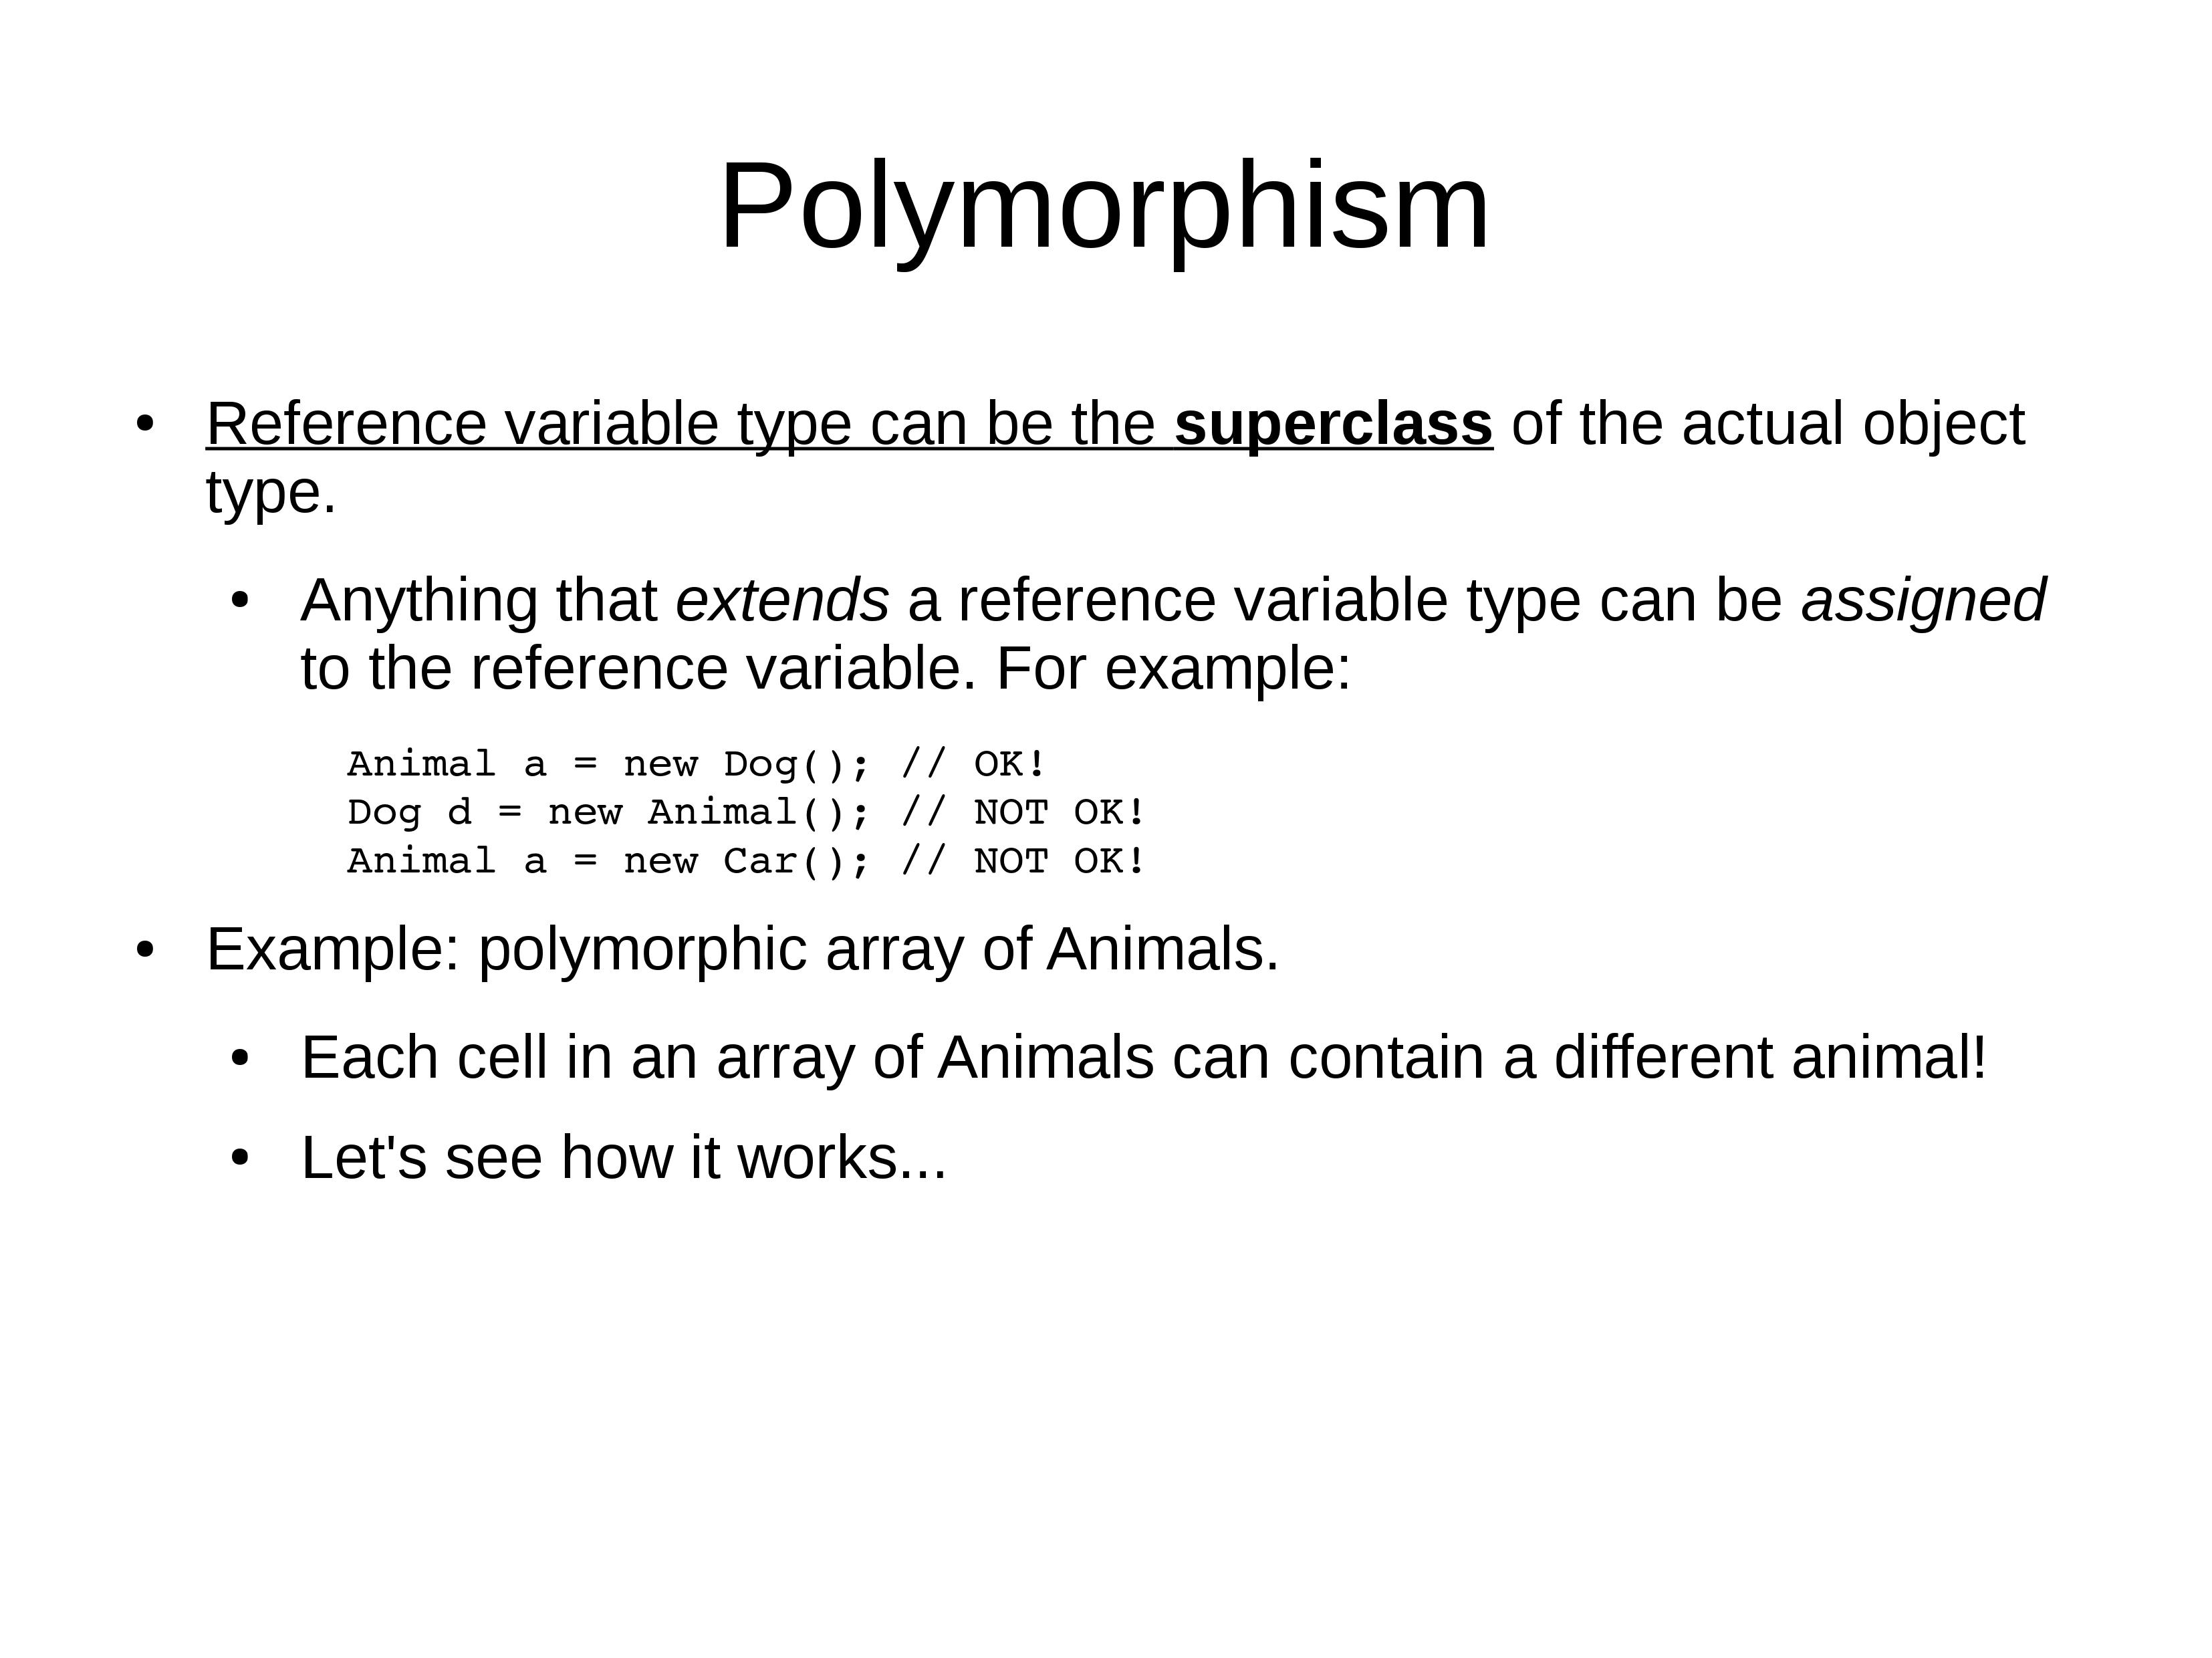 Polymorphism
• Reference variable type can be the superclass of the actual object
type.
• Anything that extends a reference variable type can be assigned
to the reference variable. For example:
Animal a = new Dog(); // OK!
Dog d = new Animal(); // NOT OK!
Animal a = new Car(); // NOT OK!
• Example: polymorphic array of Animals.
• Each cell in an array of Animals can contain a different animal!
• Let's see how it works...